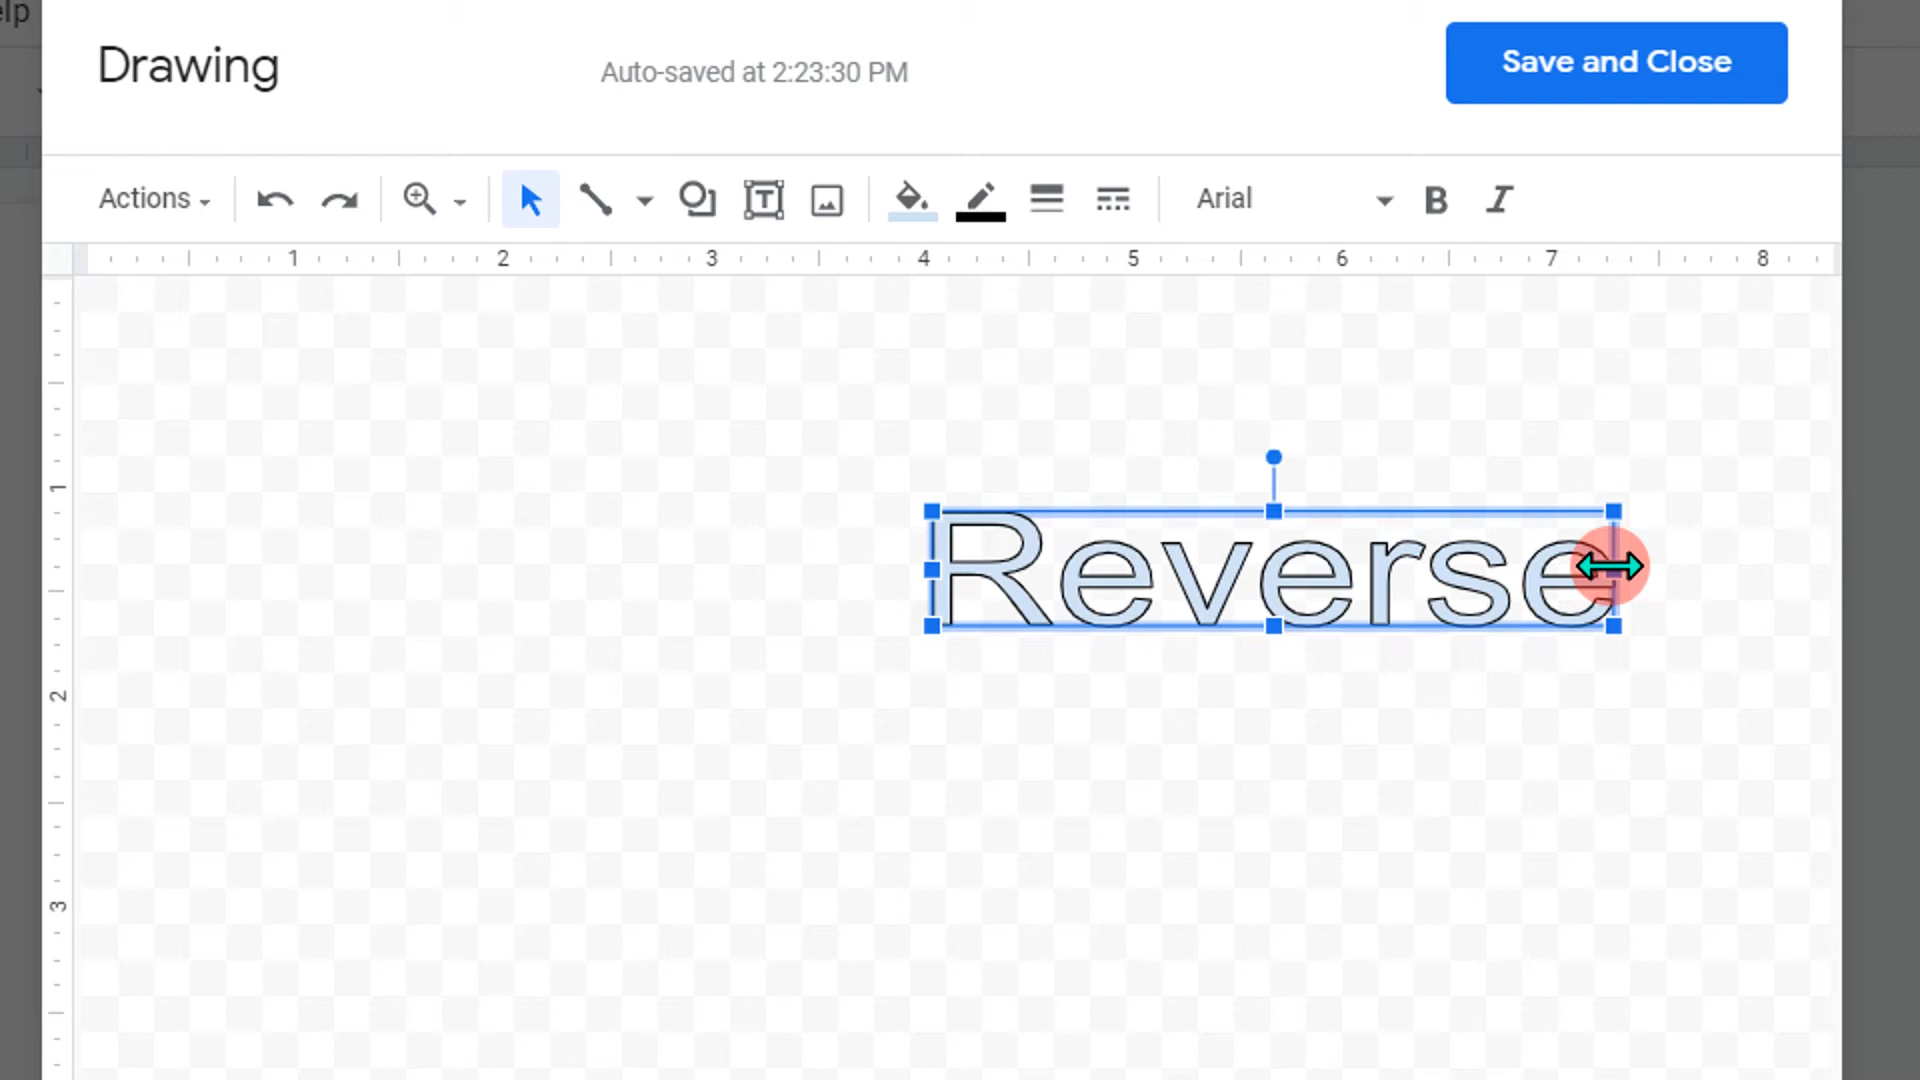 elp
Drawing
Auto-saved at 2:23:30 PM
Save and Close
Actions
T
Arial
B
I
1 2 3 4 5 6 7 8
Reverse
1
2
3